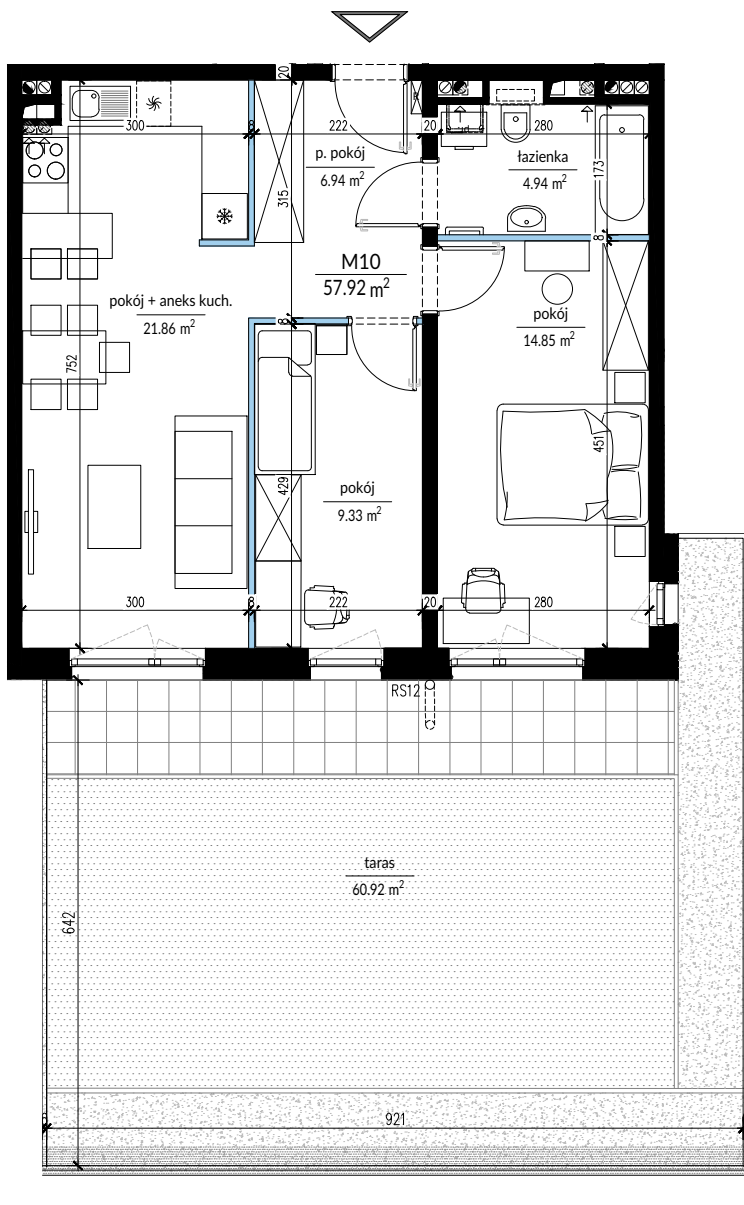 20
300
8
222
20
280
p. pokój
6.94 m²
łazienka
4.94 m²
173
315
8
M10
57.92 m²
pokój + aneks kuch.
21.86 m²
pokój
14.85 m²
8
752
451
429
pokój
9.33 m²
300
8
222
20
280
RS12
taras
60.92 m²
642
921